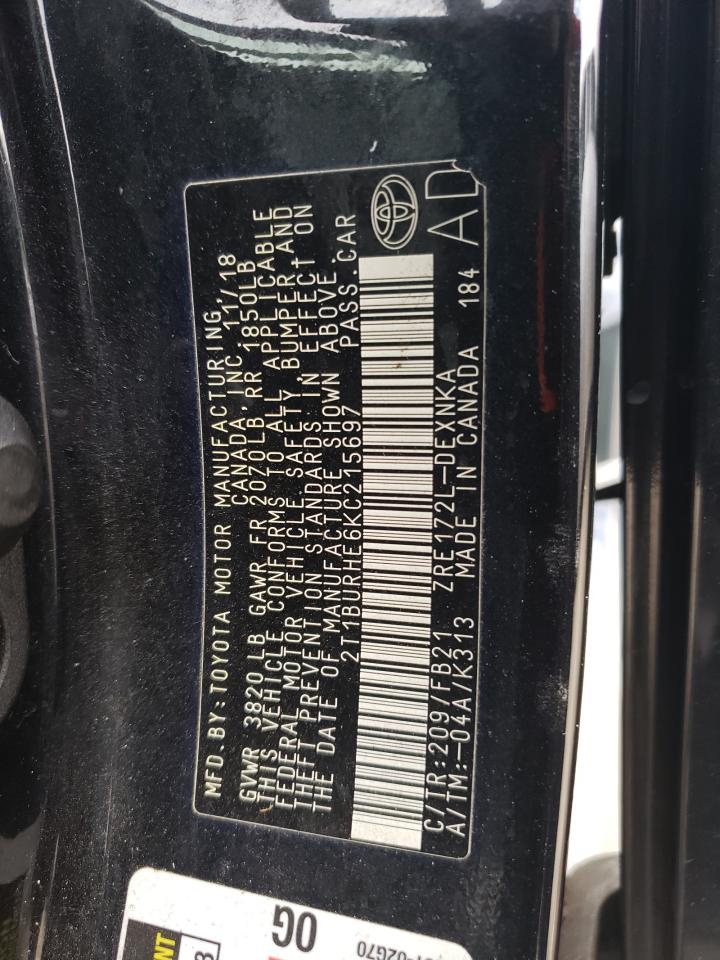 MFD.BY:TOYOTA MOTOR MANUFACTURING,
CANADA, INC. 11/18
GVWR 3820 LB GAWR FR 2070LB, RR 1850LB
THIS VEHICLE CONFORMS TO ALL APPLICABLE
FEDERAL MOTOR VEHICLE SAFETY BUMPER, AND
THEFT PREVENTION STANDARDS IN EFFECT ON
THE DATE OF MANUFACTURE SHOWN ABOVE.
2T1BURHE6KC215697 PASS.CAR
C/TR:209/FB21 ZRE172L-DEXNKA
A/TM:-04A/K313 MADE IN CANADA 184
AD
0G
02G70